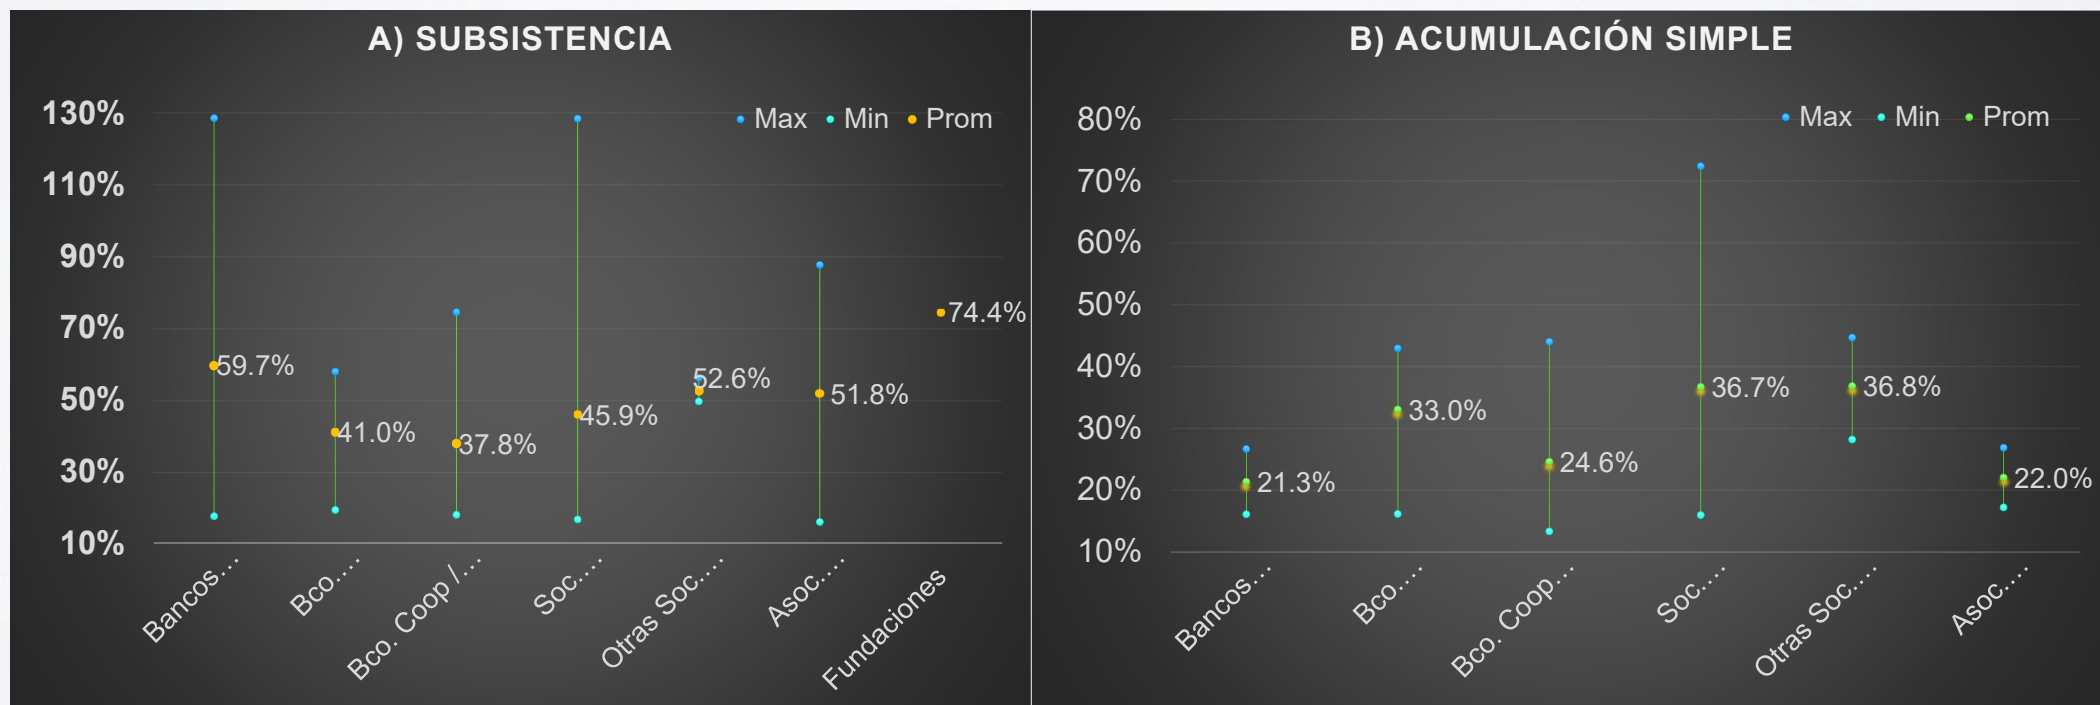 A) SUBSISTENCIA
130%
110%
90%
70%
50%
30%
10%
Max Min Prom
59.7%
41.0%
37.8%
45.9%
52.6%
51.8%
74.4%
Bancos...
Bco....
Bco. Coop /...
Soc....
Otras Soc....
Asoc....
Fundaciones
B) ACUMULACIÓN SIMPLE
80%
70%
60%
50%
40%
30%
20%
10%
Max Min Prom
21.3%
33.0%
24.6%
36.7%
36.8%
22.0%
Bancos...
Bco....
Bco. Coop...
Soc....
Otras Soc....
Asoc....